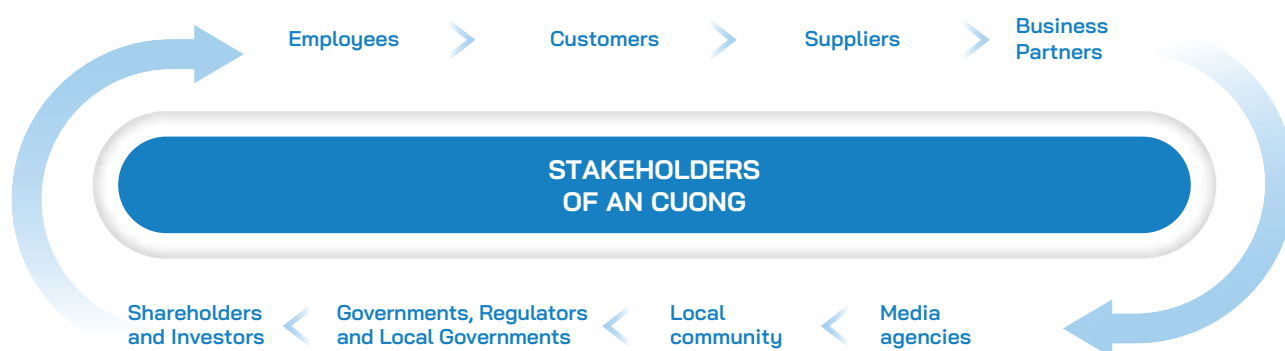 Employees
Customers
Suppliers
Business
Partners
STAKEHOLDERS
OF AN CUONG
Shareholders
and Investors
Governments, Regulators
and Local Governments
Local
community
Media
agencies